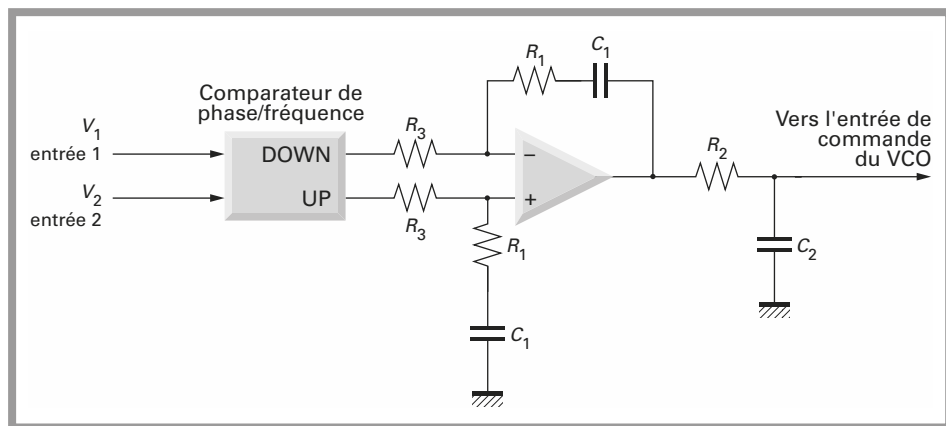 R1
C1
Comparateur de
phase/fréquence
V1
entrée 1
V2
entrée 2
DOWN
UP
R3
R3
–
+
R1
C1
R2
C2
Vers l'entrée de
commande
du VCO